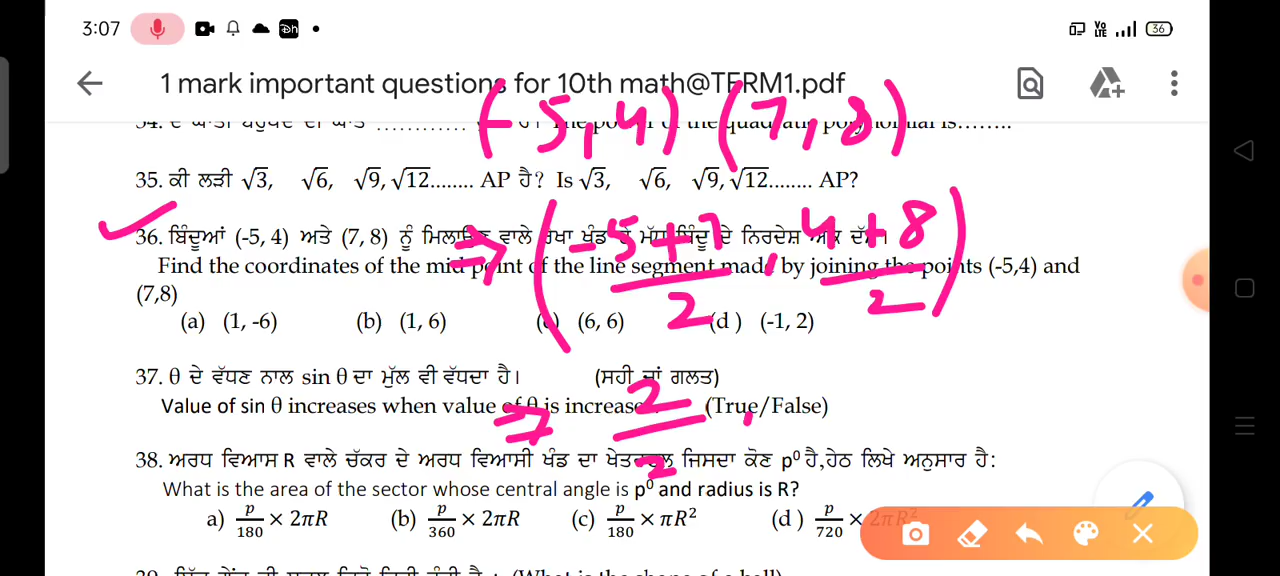 3:07 Dh Vo LTE 36
1 mark important questions for 10th math@TERM1.pdf
(-5,4) (7,8)
35. ਕੀ ਲੜੀ √3, √6, √9, √12........ AP ਹੈ? Is √3, √6, √9, √12........ AP?
36. ਬਿੰਦੂਆਂ (-5, 4) ਅਤੇ (7, 8) ਨੂੰ ਮਿਲਾਉਣ ਵਾਲੇ ਰੇਖਾ ਖੰਡ ਦੇ ਮੱਧ ਬਿੰਦੂ ਦੇ ਨਿਰਦੇਸ਼ ਅੰਕ
⇒ (-5+7/2, 4+8/2)
Find the coordinates of the mid point of the line segment made by joining the points (-5,4) and
(7,8)
(a) (1, -6) (b) (1, 6) (c) (6, 6) (d ) (-1, 2)
37. θ ਦੇ ਵੱਧਣ ਨਾਲ sin θ ਦਾ ਮੁੱਲ ਵੀ ਵੱਧਦਾ ਹੈ। (ਸਹੀ ਜਾਂ ਗਲਤ)
Value of sin θ increases when value of θ is increase (True/False)
⇒ 2/2 ,
38. ਅਰਧ ਵਿਆਸ R ਵਾਲੇ ਚੱਕਰ ਦੇ ਅਰਧ ਵਿਆਸੀ ਖੰਡ ਦਾ ਖੇਤਰਫਲ ਜਿਸਦਾ ਕੋਣ p⁰ ਹੈ,ਹੇਠ ਲਿਖੇ ਅਨੁਸਾਰ ਹੈ:
What is the area of the sector whose central angle is p⁰ and radius is R?
a) p/180 × 2πR (b) p/360 × 2πR (c) p/180 × πR² (d ) p/720 × 2πR²